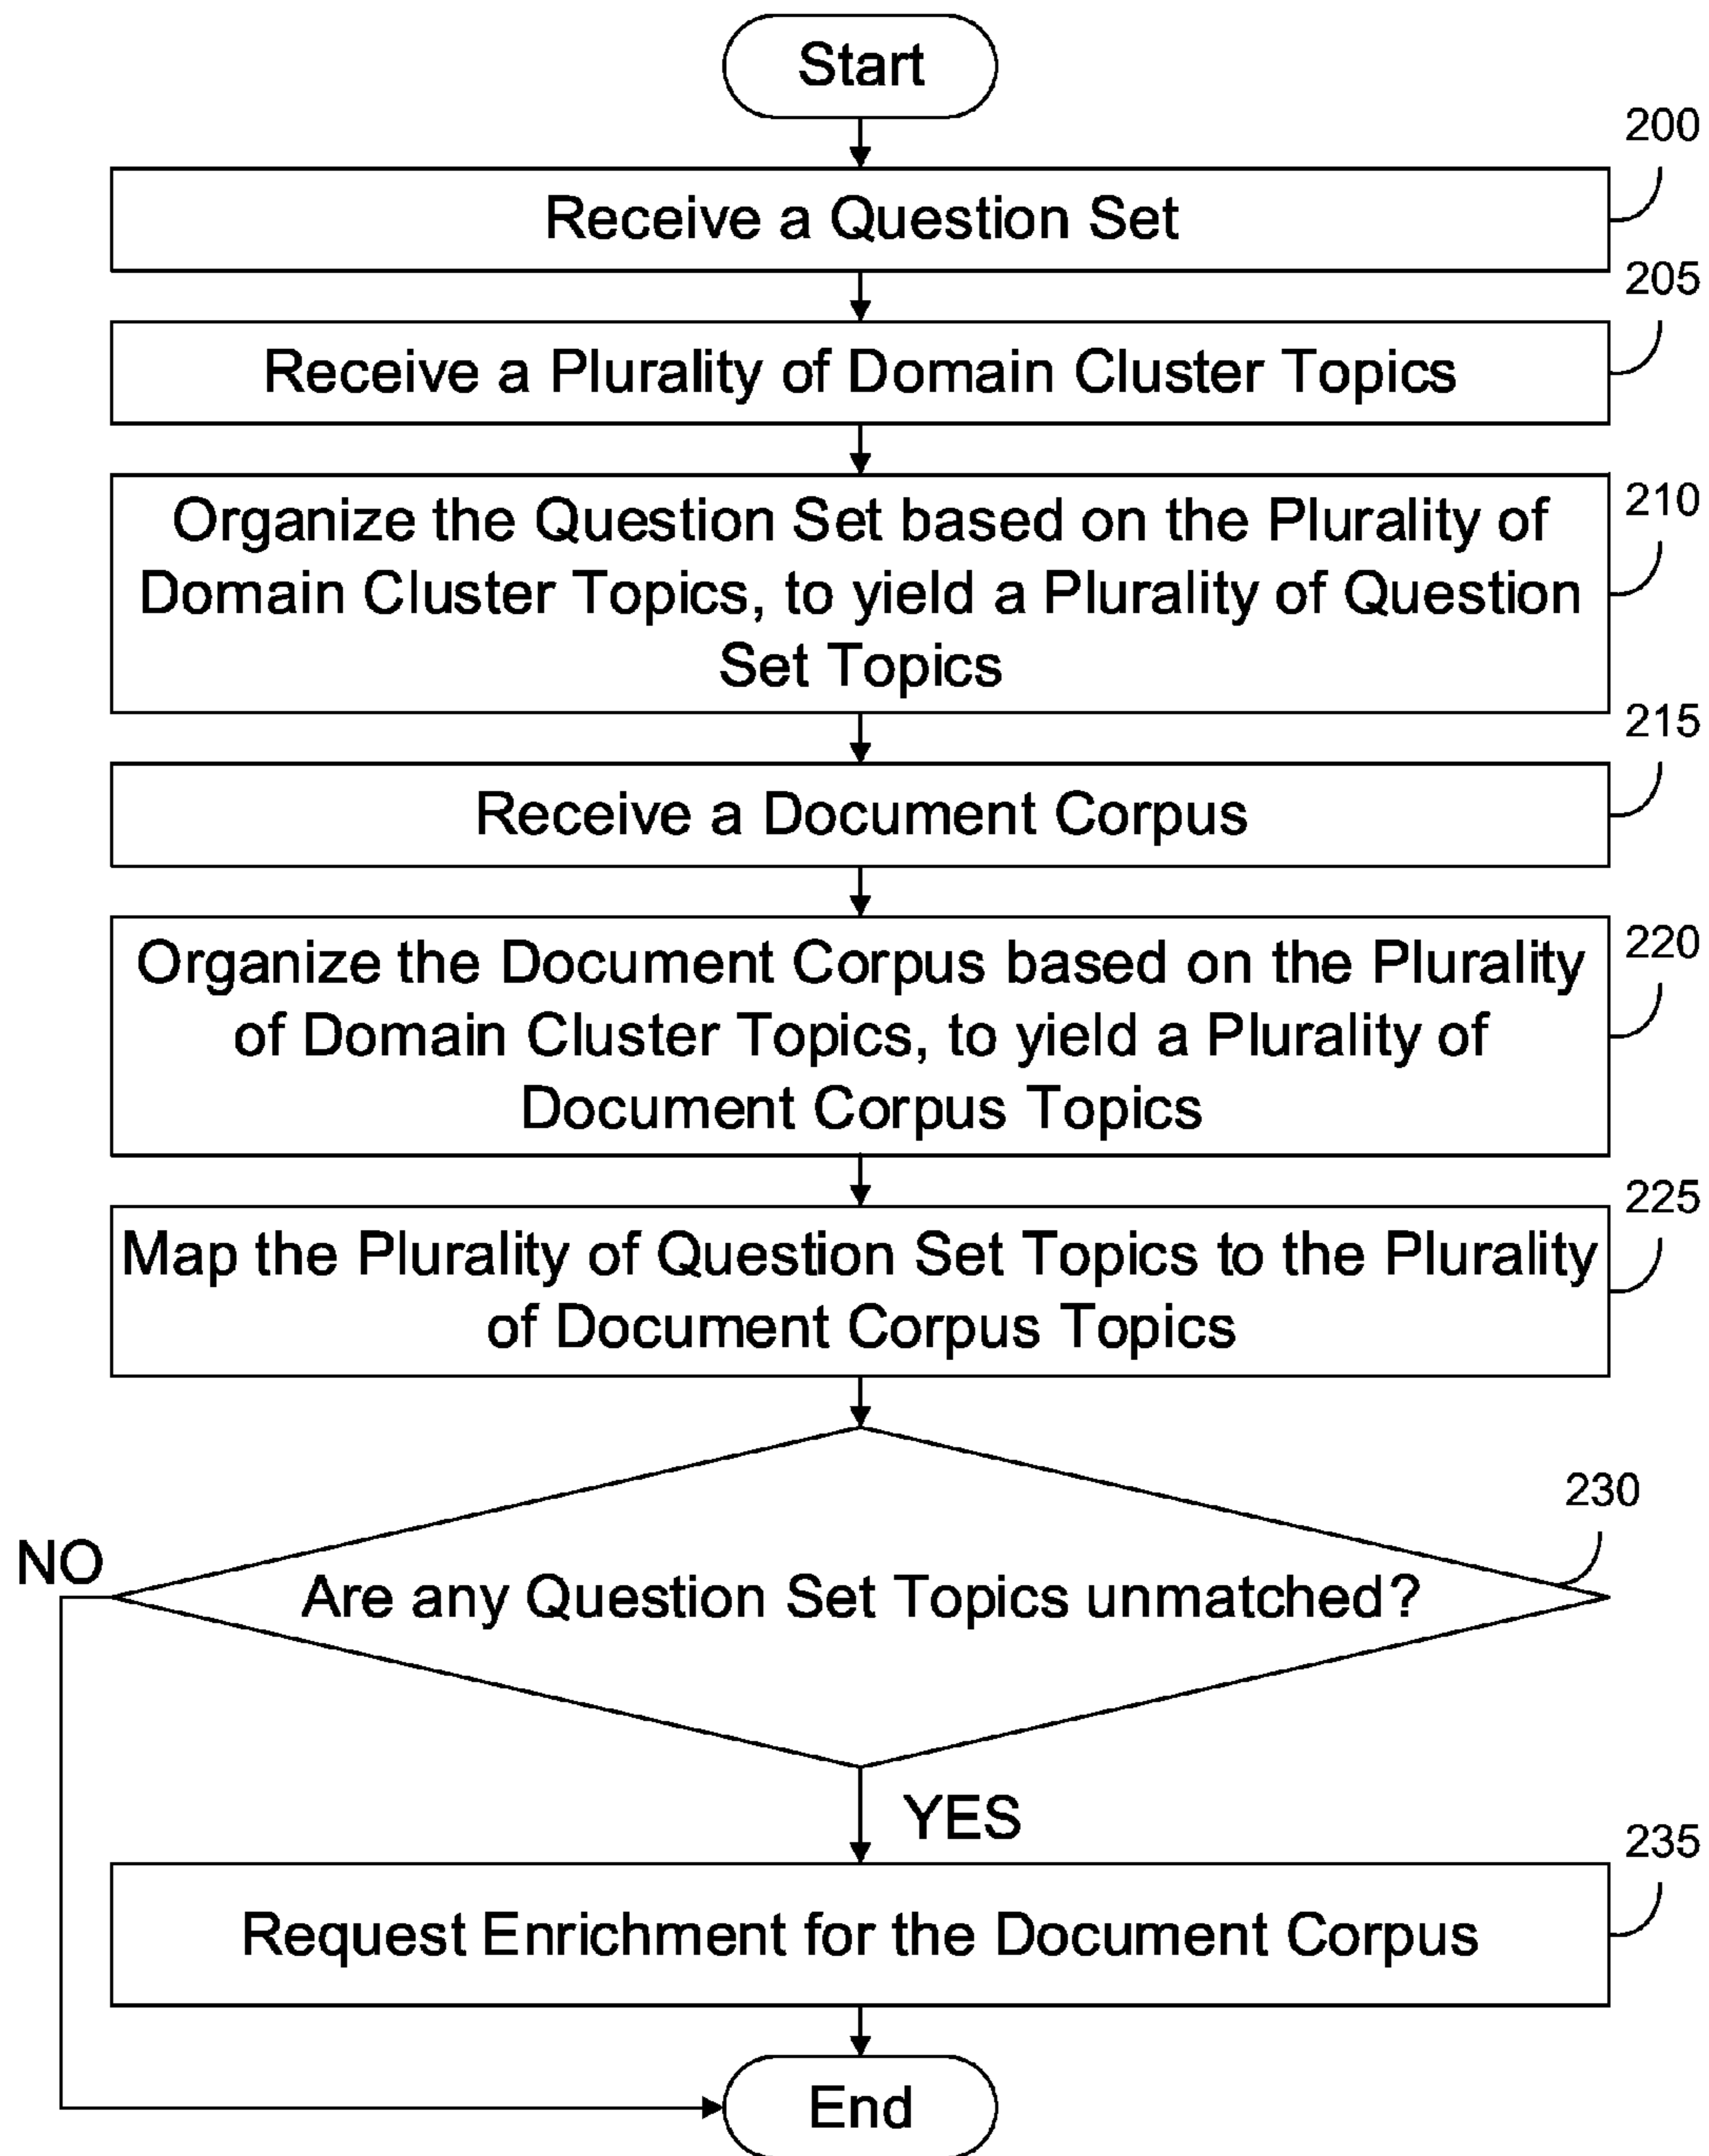 Start
200
Receive a Question Set
205
Receive a Plurality of Domain Cluster Topics
210
Organize the Question Set based on the Plurality of
Domain Cluster Topics, to yield a Plurality of Question
Set Topics
215
Receive a Document Corpus
220
Organize the Document Corpus based on the Plurality
of Domain Cluster Topics, to yield a Plurality of
Document Corpus Topics
225
Map the Plurality of Question Set Topics to the Plurality
of Document Corpus Topics
230
NO
Are any Question Set Topics unmatched?
YES
235
Request Enrichment for the Document Corpus
End